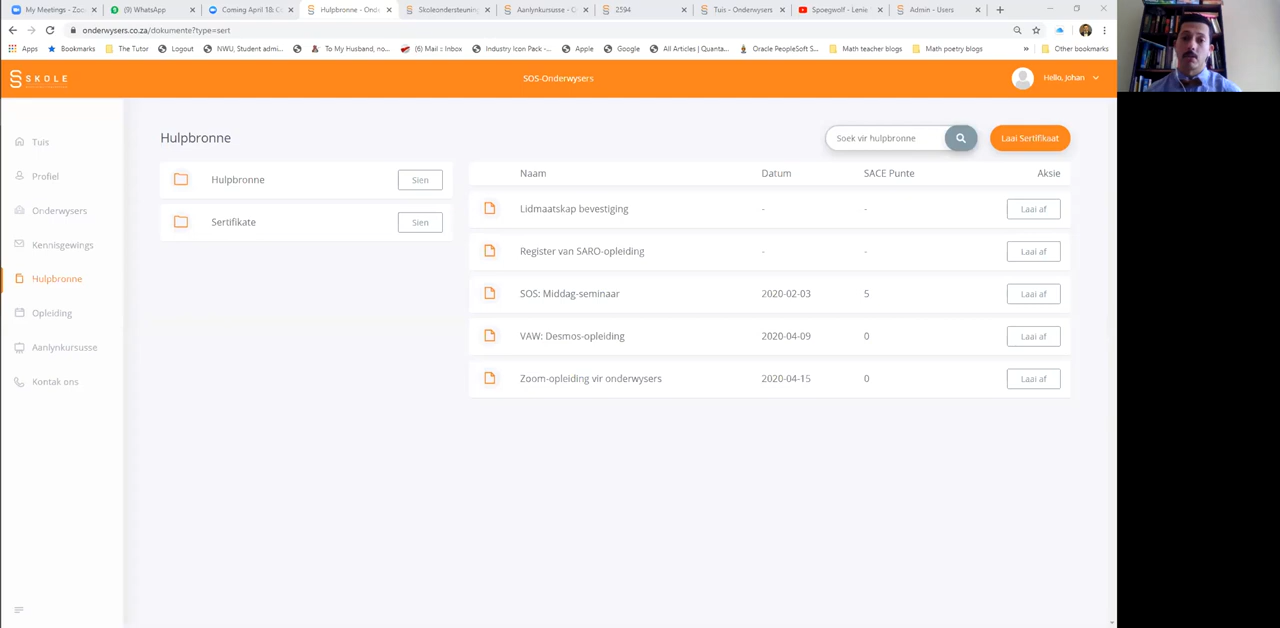 My Meetings - Zoo
(9) WhatsApp
Coming April 18: C
Hulpbronne - Ond
Skoleondersteuning
Aanlynkursusse - C
2594
Tuis - Onderwysers
Spoegwolf - Lenie
Admin - Users
onderwysers.co.za/dokumente?type=sert
Apps
Bookmarks
The Tutor
Logout
NWU, Student admi...
To My Husband, no...
(6) Mail :: Inbox
Industry Icon Pack -...
Apple
Google
All Articles | Quanta...
Oracle PeopleSoft S...
Math teacher blogs
Math poetry blogs
»
Other bookmarks
SKOLE
SOS-Onderwysers
Hello, Johan
Tuis
Profiel
Onderwysers
Kennisgewings
Hulpbronne
Opleiding
Aanlynkursusse
Kontak ons
Hulpbronne
Soek vir hulpbronne
Laai Sertifikaat
Hulpbronne Sien
Sertifikate Sien
Naam Datum SACE Punte Aksie
Lidmaatskap bevestiging - - Laai af
Register van SARO-opleiding - - Laai af
SOS: Middag-seminaar 2020-02-03 5 Laai af
VAW: Desmos-opleiding 2020-04-09 0 Laai af
Zoom-opleiding vir onderwysers 2020-04-15 0 Laai af